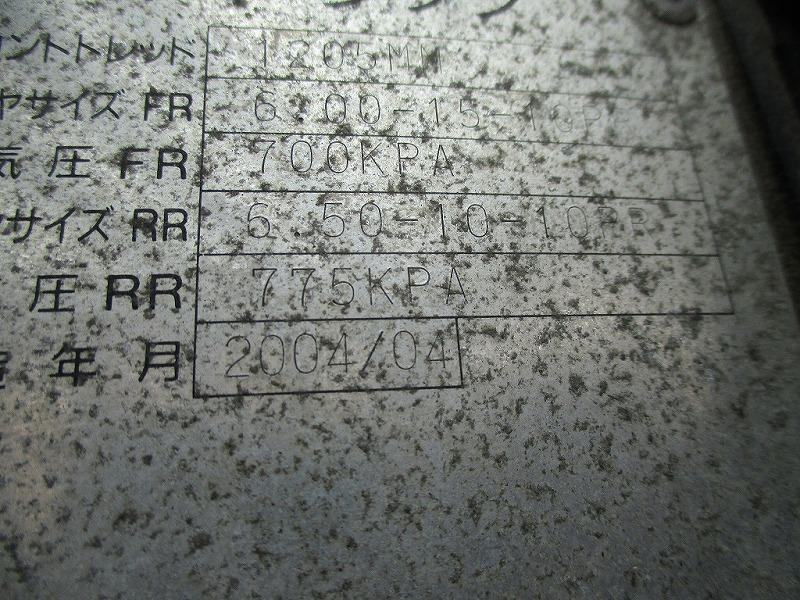 ントトレッド 1205MM
ヤサイズ FR 6.00-15-10P
気圧 FR 700KPA
サイズ RR 6.50-10-10PR
圧 RR 775KPA
年月 2004/04